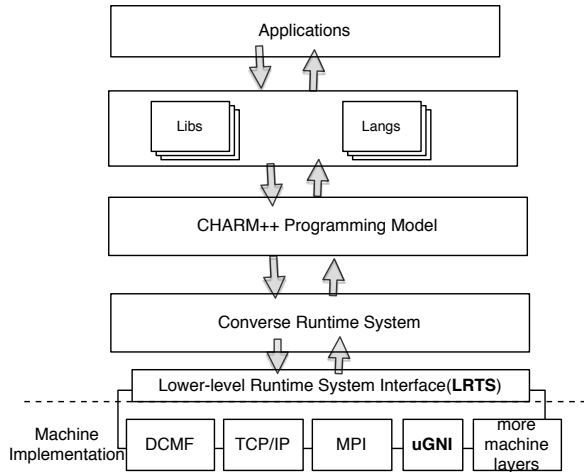 Applications
Libs
Langs
CHARM++ Programming Model
Converse Runtime System
Lower-level Runtime System Interface(LRTS)
Machine
Implementation
DCMF
TCP/IP
MPI
uGNI
more
machine
layers